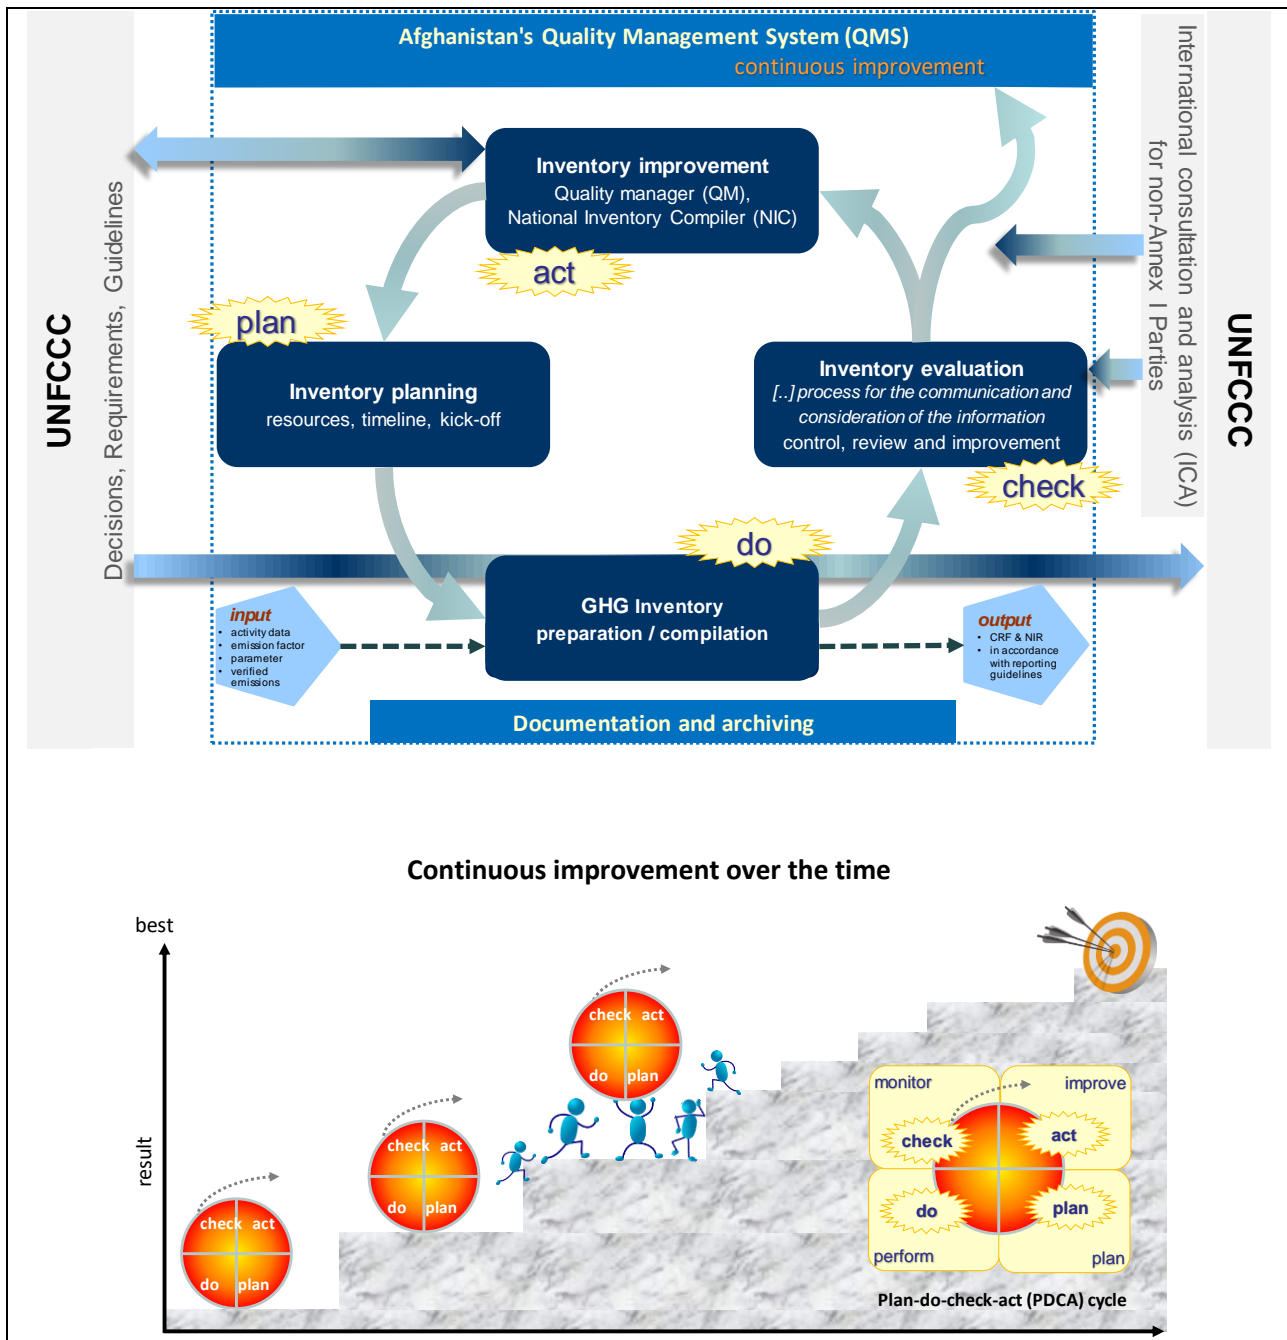 Afghanistan's Quality Management System (QMS)
continuous improvement
UNFCCC
Decisions, Requirements, Guidelines
International consultation and analysis (ICA)
for non-Annex I Parties
UNFCCC
Inventory improvement
Quality manager (QM),
National Inventory Compiler (NIC)
act
plan
Inventory planning
resources, timeline, kick-off
Inventory evaluation
[..] process for the communication and
consideration of the information
control, review and improvement
check
do
GHG Inventory
preparation / compilation
input
• activity data
• emission factor
• parameter
• verified
emissions
output
• CRF & NIR
• in accordance
with reporting
guidelines
Documentation and archiving
Continuous improvement over the time
best
result
check act
do plan
check act
do plan
check act
do plan
monitor
improve
check
act
do
plan
perform
plan
Plan-do-check-act (PDCA) cycle